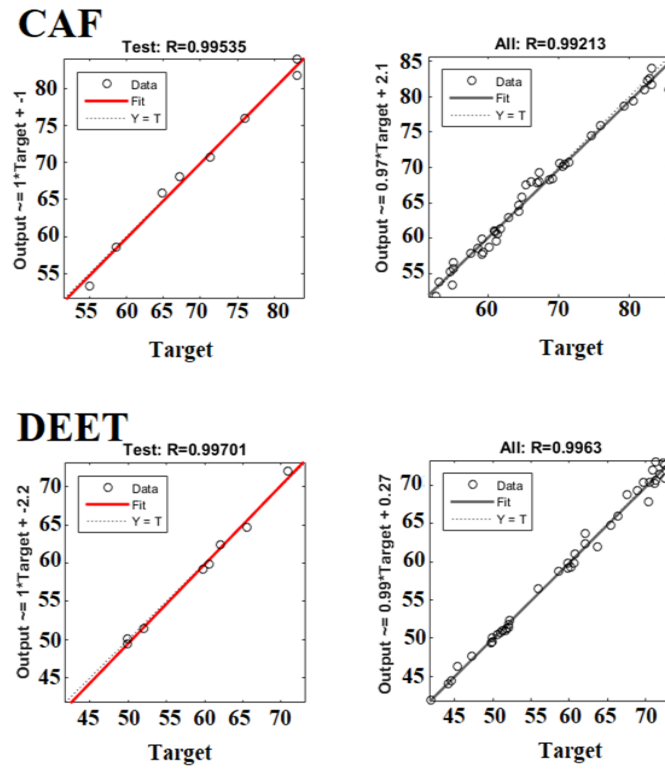 CAF
Test: R=0.99535
Output ~= 1*Target + -1
80
75
70
65
60
55
Data
Fit
Y = T
55
60
65
70
75
80
Target
All: R=0.99213
Output ~= 0.97*Target + 2.1
85
80
75
70
65
60
55
Data
Fit
Y = T
60
70
80
Target
DEET
Test: R=0.99701
Output ~= 1*Target + -2.2
70
65
60
55
50
45
Data
Fit
Y = T
45
50
55
60
65
70
Target
All: R=0.9963
Output ~= 0.99*Target + 0.27
70
65
60
55
50
45
Data
Fit
Y = T
45
50
55
60
65
70
Target